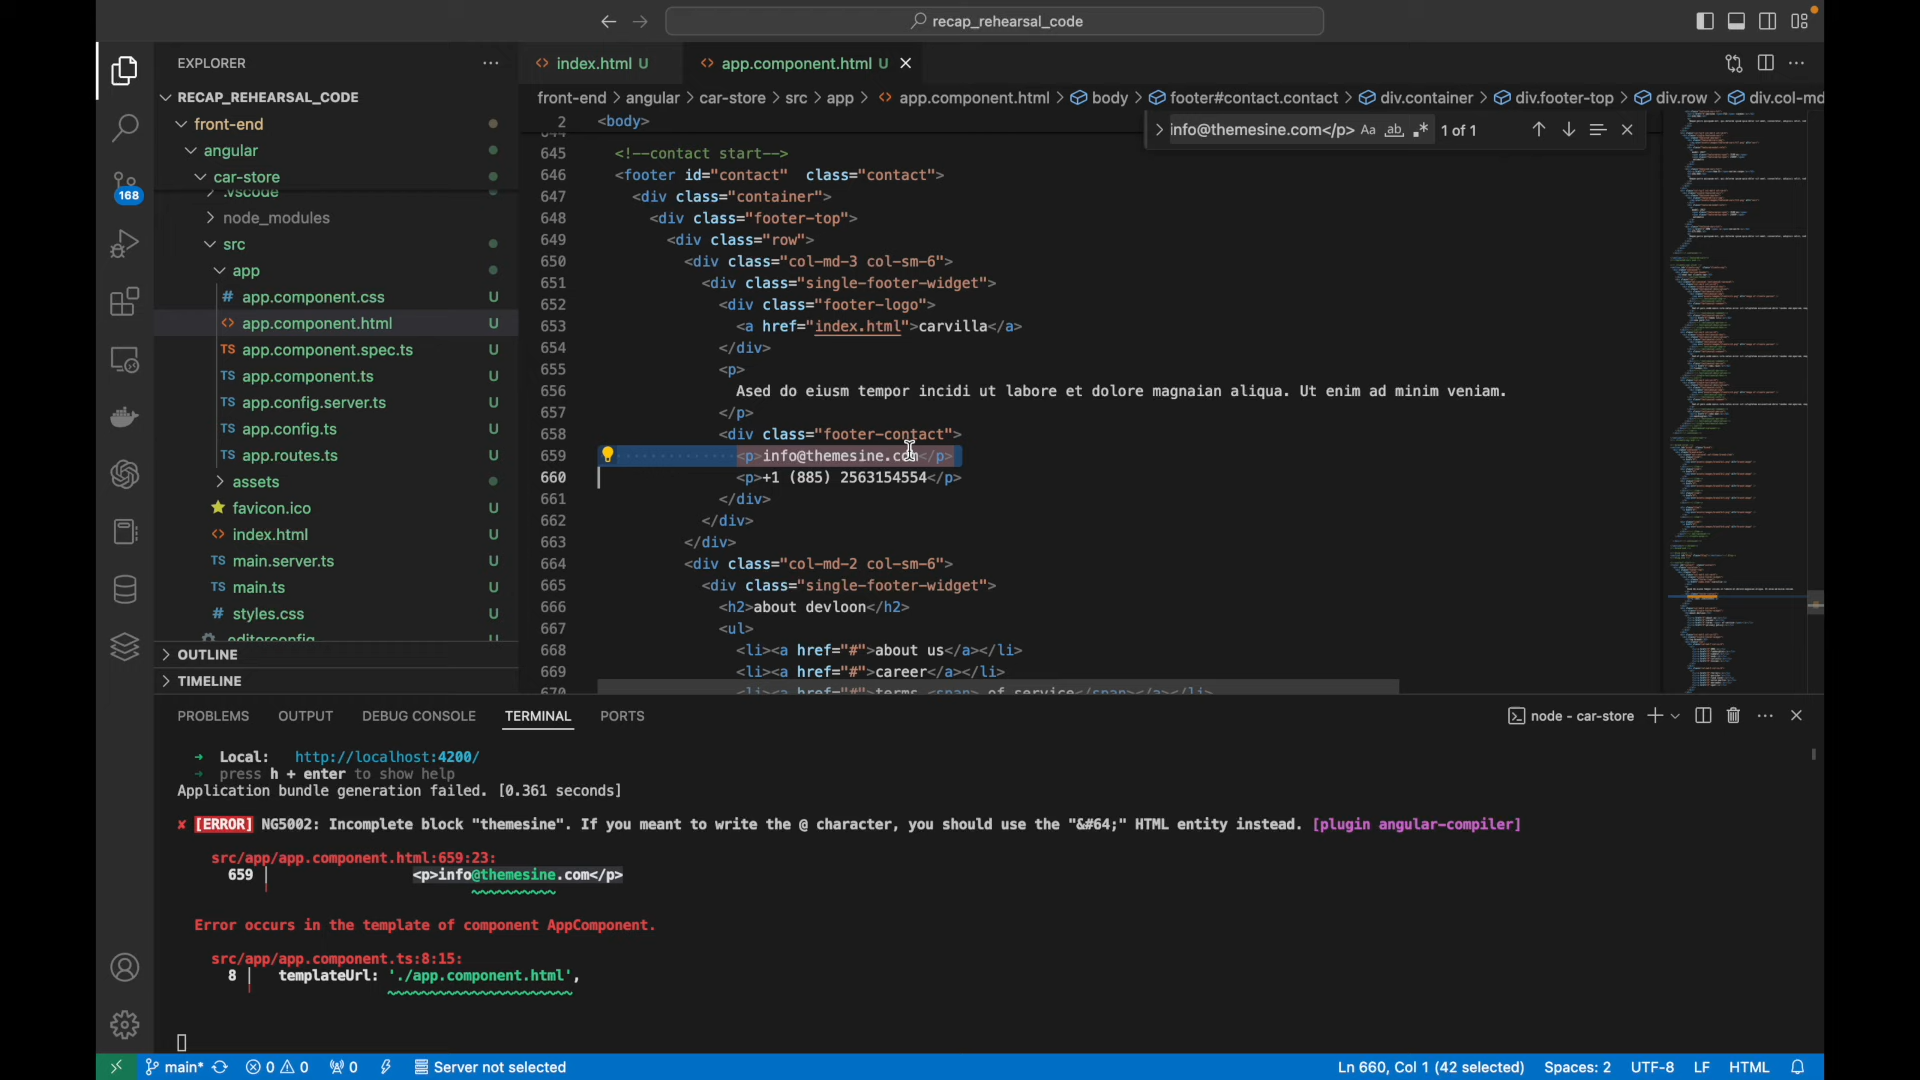 recap_rehearsal_code
EXPLORER
index.html U
app.component.html U
RECAP_REHEARSAL_CODE
front-end
angular
car-store
.vscode
node_modules
src
app
app.component.css U
app.component.html U
app.component.spec.ts U
app.component.ts U
app.config.server.ts U
app.config.ts U
app.routes.ts U
assets
favicon.ico U
index.html U
main.server.ts U
main.ts U
styles.css U
.editorconfig U
OUTLINE
TIMELINE
168
front-end > angular > car-store > src > app > app.component.html > body > footer#contact.contact > div.container > div.footer-top > div.row > div.col-md
info@themesine.com</p> Aa ab 1 of 1
2 <body>
644
645 <!--contact start-->
646 <footer id="contact"  class="contact">
647 <div class="container">
648 <div class="footer-top">
649 <div class="row">
650 <div class="col-md-3 col-sm-6">
651 <div class="single-footer-widget">
652 <div class="footer-logo">
653 <a href="index.html">carvilla</a>
654 </div>
655 <p>
656 Ased do eiusm tempor incidi ut labore et dolore magnaian aliqua. Ut enim ad minim veniam.
657 </p>
658 <div class="footer-contact">
659 <p>info@themesine.com</p>
660 <p>+1 (885) 2563154554</p>
661 </div>
662 </div>
663 </div>
664 <div class="col-md-2 col-sm-6">
665 <div class="single-footer-widget">
666 <h2>about devloon</h2>
667 <ul>
668 <li><a href="#">about us</a></li>
669 <li><a href="#">career</a></li>
670 <li><a href="#">terms <span> of service</span></a></li>
PROBLEMS OUTPUT DEBUG CONSOLE TERMINAL PORTS
node - car-store
➜ Local: http://localhost:4200/
➜ press h + enter to show help
Application bundle generation failed. [0.361 seconds]
✘ [ERROR] NG5002: Incomplete block "themesine". If you meant to write the @ character, you should use the "&#64;" HTML entity instead. [plugin angular-compiler]
src/app/app.component.html:659:23:
659 │ <p>info@themesine.com</p>
Error occurs in the template of component AppComponent.
src/app/app.component.ts:8:15:
8 │ templateUrl: './app.component.html',
main* 0 0 0 Server not selected
Ln 660, Col 1 (42 selected) Spaces: 2 UTF-8 LF HTML